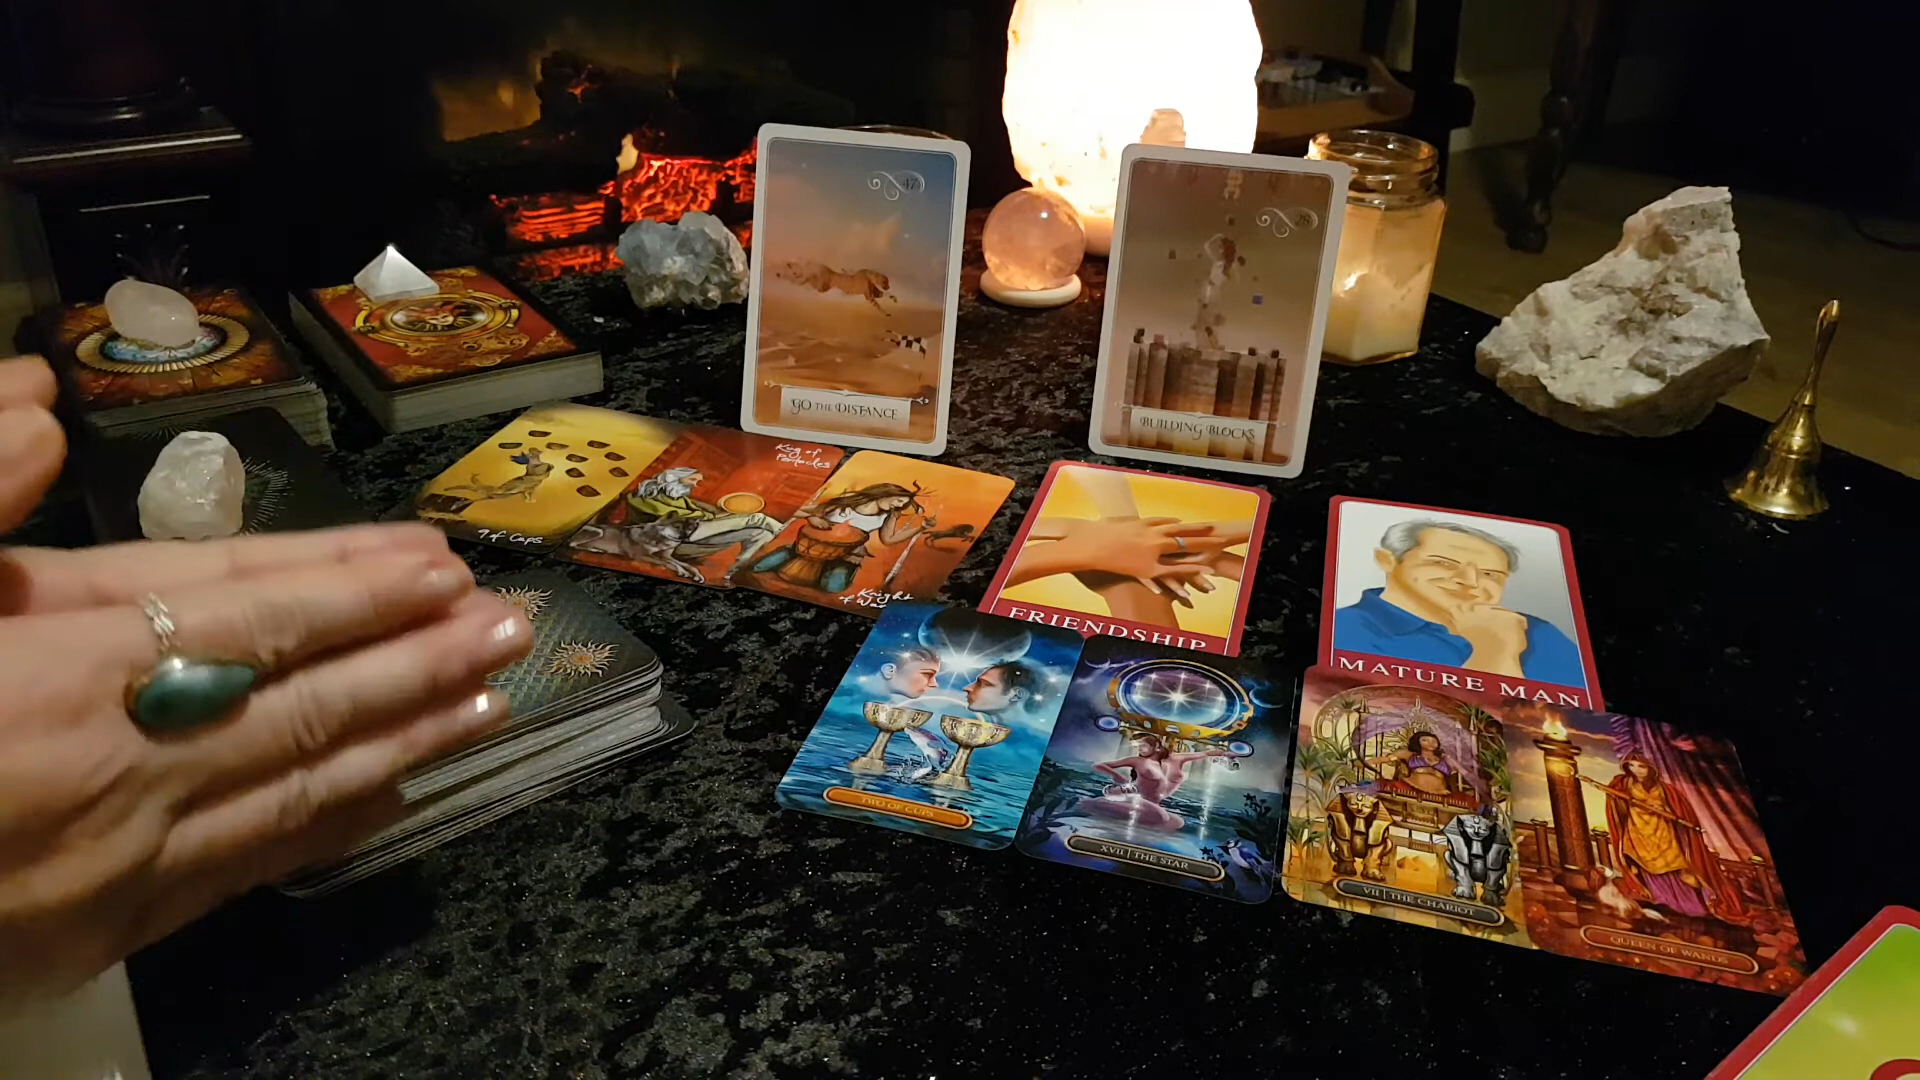 47
GO THE DISTANCE
28
BUILDING BLOCKS
9 of Cups
King of
Pentacles
Knight
of Wands
FRIENDSHIP
MATURE MAN
TWO OF CUPS
XVII | THE STAR
VII | THE CHARIOT
QUEEN OF WANDS